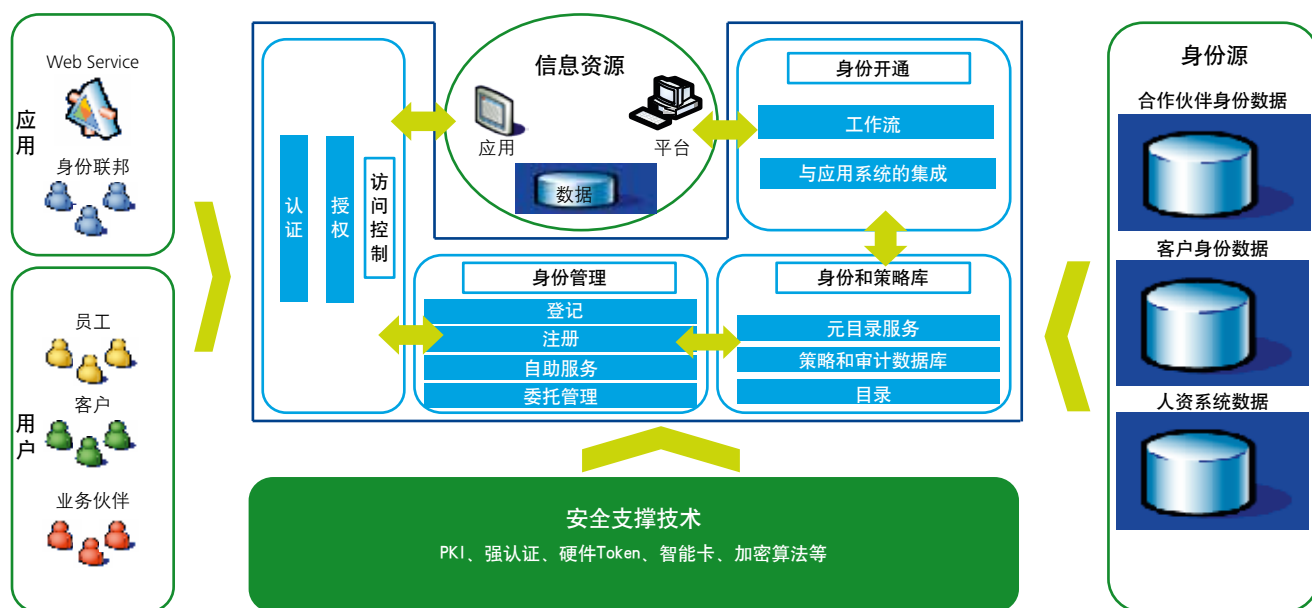 Web Service
应用
身份联邦
用户
员工
客户
业务伙伴
认证
授权
访问控制
信息资源
应用
平台
数据
身份开通
工作流
与应用系统的集成
身份管理
登记
注册
自助服务
委托管理
身份和策略库
元目录服务
策略和审计数据库
目录
身份源
合作伙伴身份数据
客户身份数据
人资系统数据
安全支撑技术
PKI、强认证、硬件Token、智能卡、加密算法等